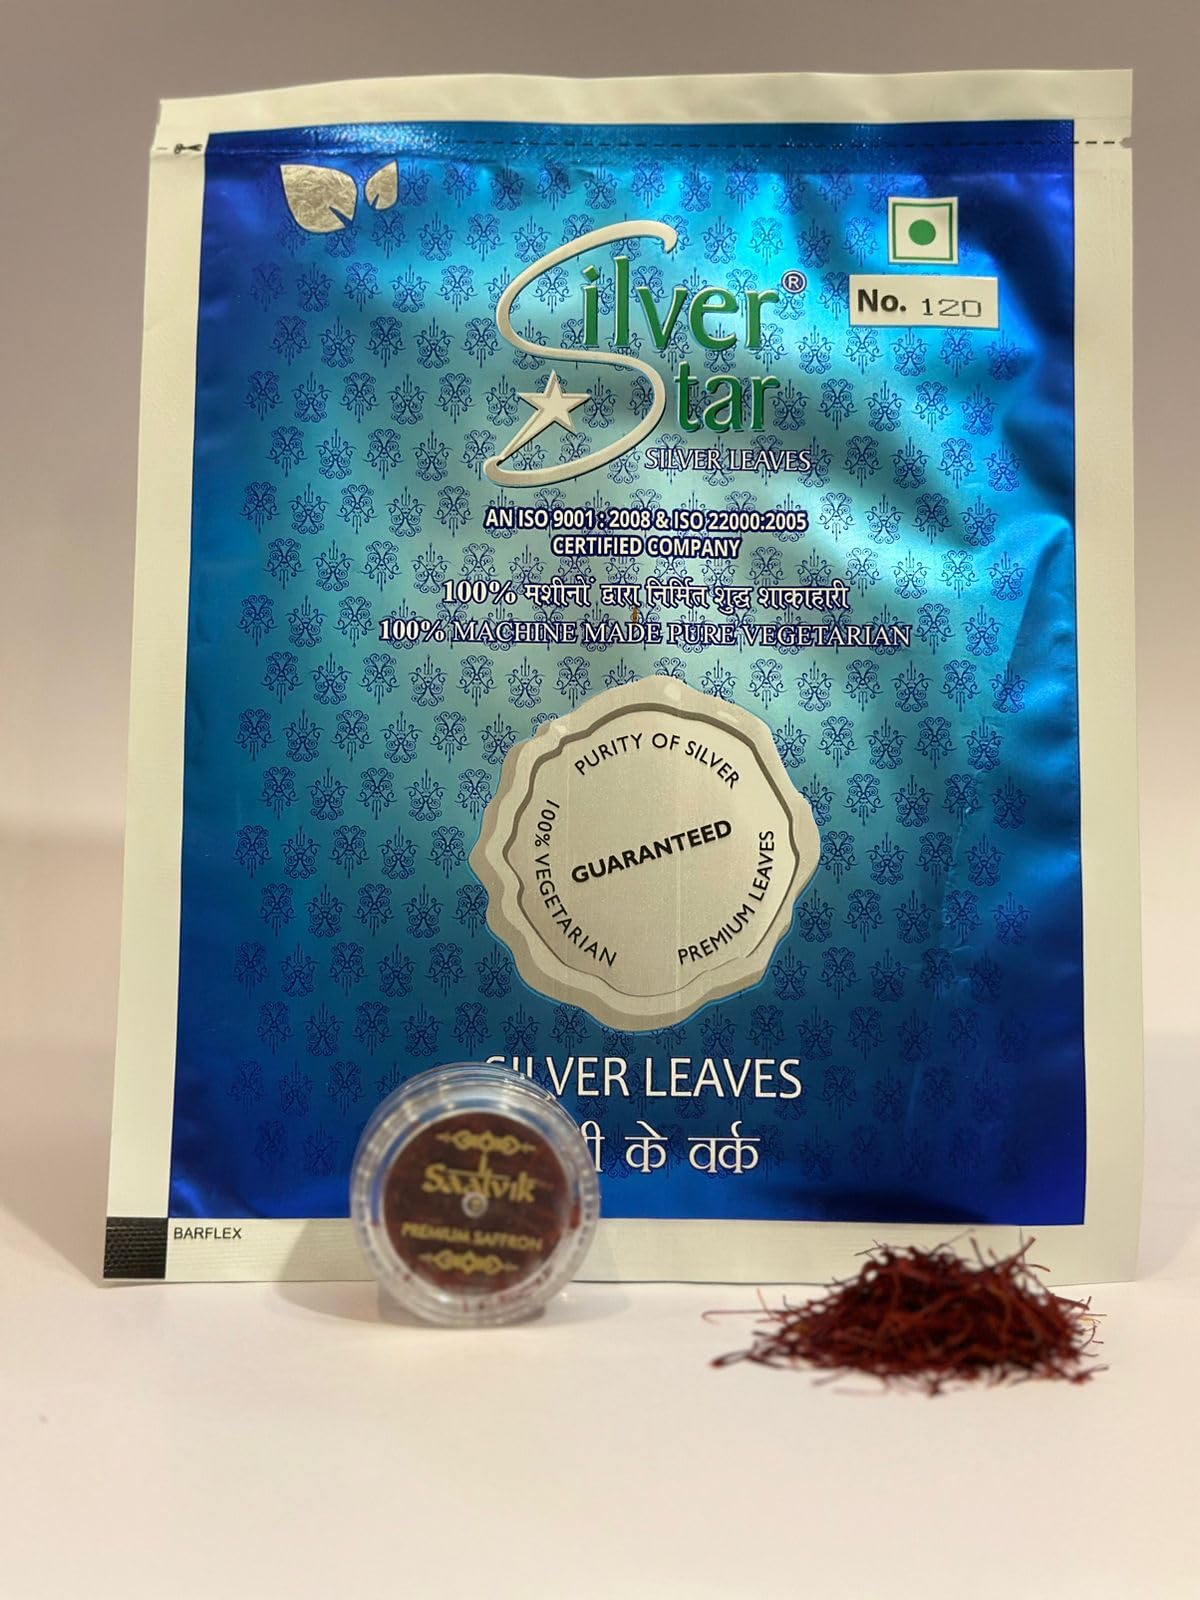 Silver®
Star
SILVER LEAVES
No. 120
AN ISO 9001 : 2008 & ISO 22000:2005
CERTIFIED COMPANY
100% मशीनों द्वारा निर्मित शुद्ध शाकाहारी
100% MACHINE MADE PURE VEGETARIAN
PURITY OF SILVER
GUARANTEED
100% VEGETARIAN
PREMIUM LEAVES
SILVER LEAVES
के वर्क
Saatvik
PREMIUM SAFFRON
BARFLEX